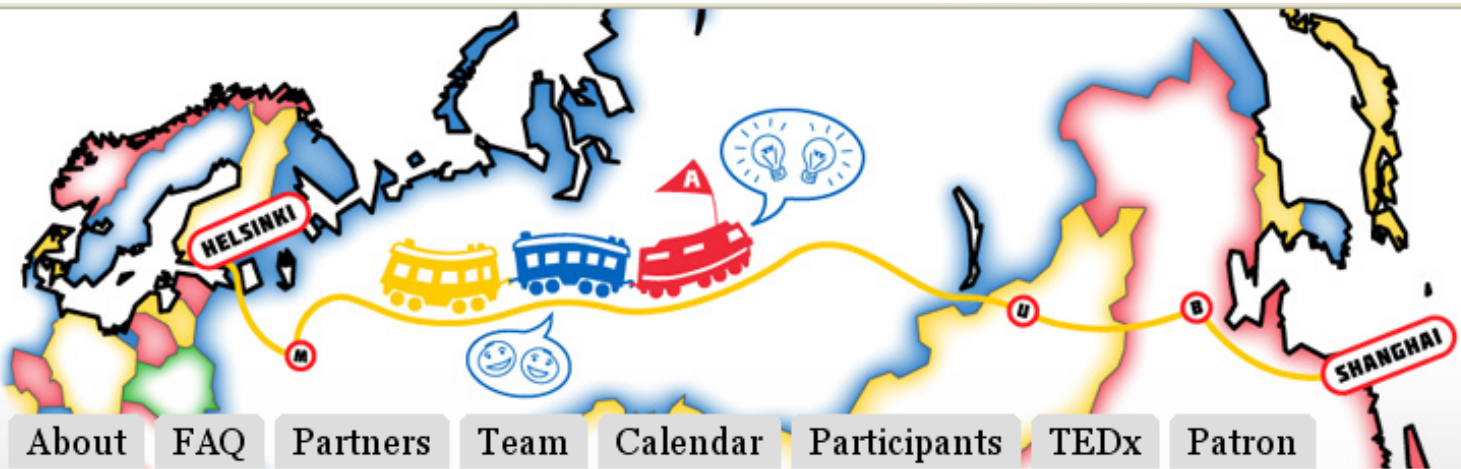 A
HELSINKI
M
U
B
SHANGHAI
About FAQ Partners Team Calendar Participants TEDx Patron